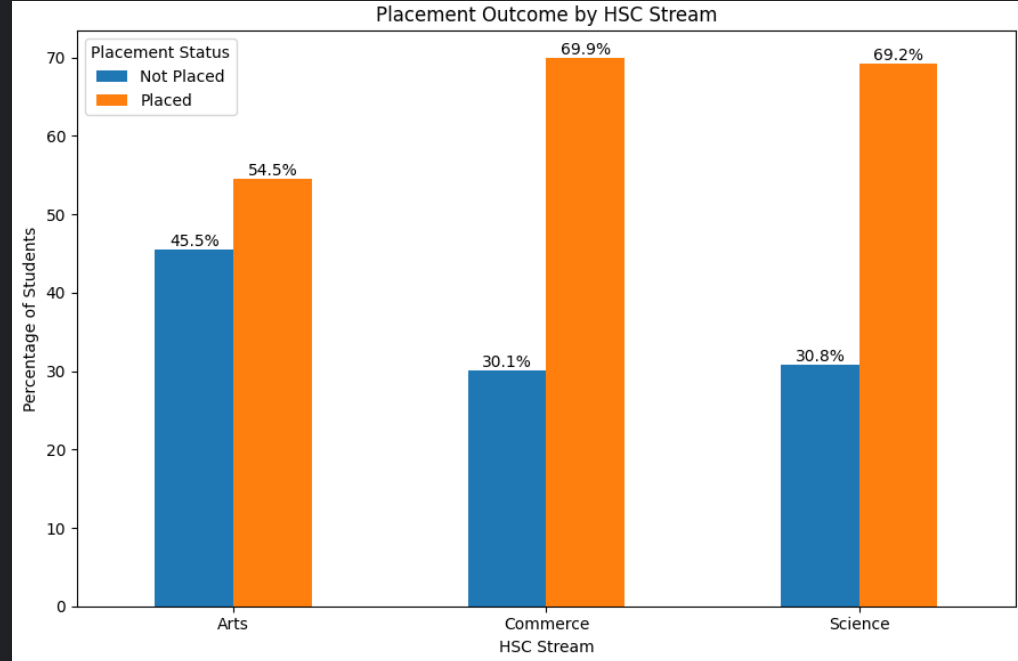 Placement Outcome by HSC Stream
Placement Status
Not Placed
Placed
70
60
50
40
30
20
10
0
Percentage of Students
45.5%
54.5%
30.1%
69.9%
30.8%
69.2%
Arts
Commerce
Science
HSC Stream